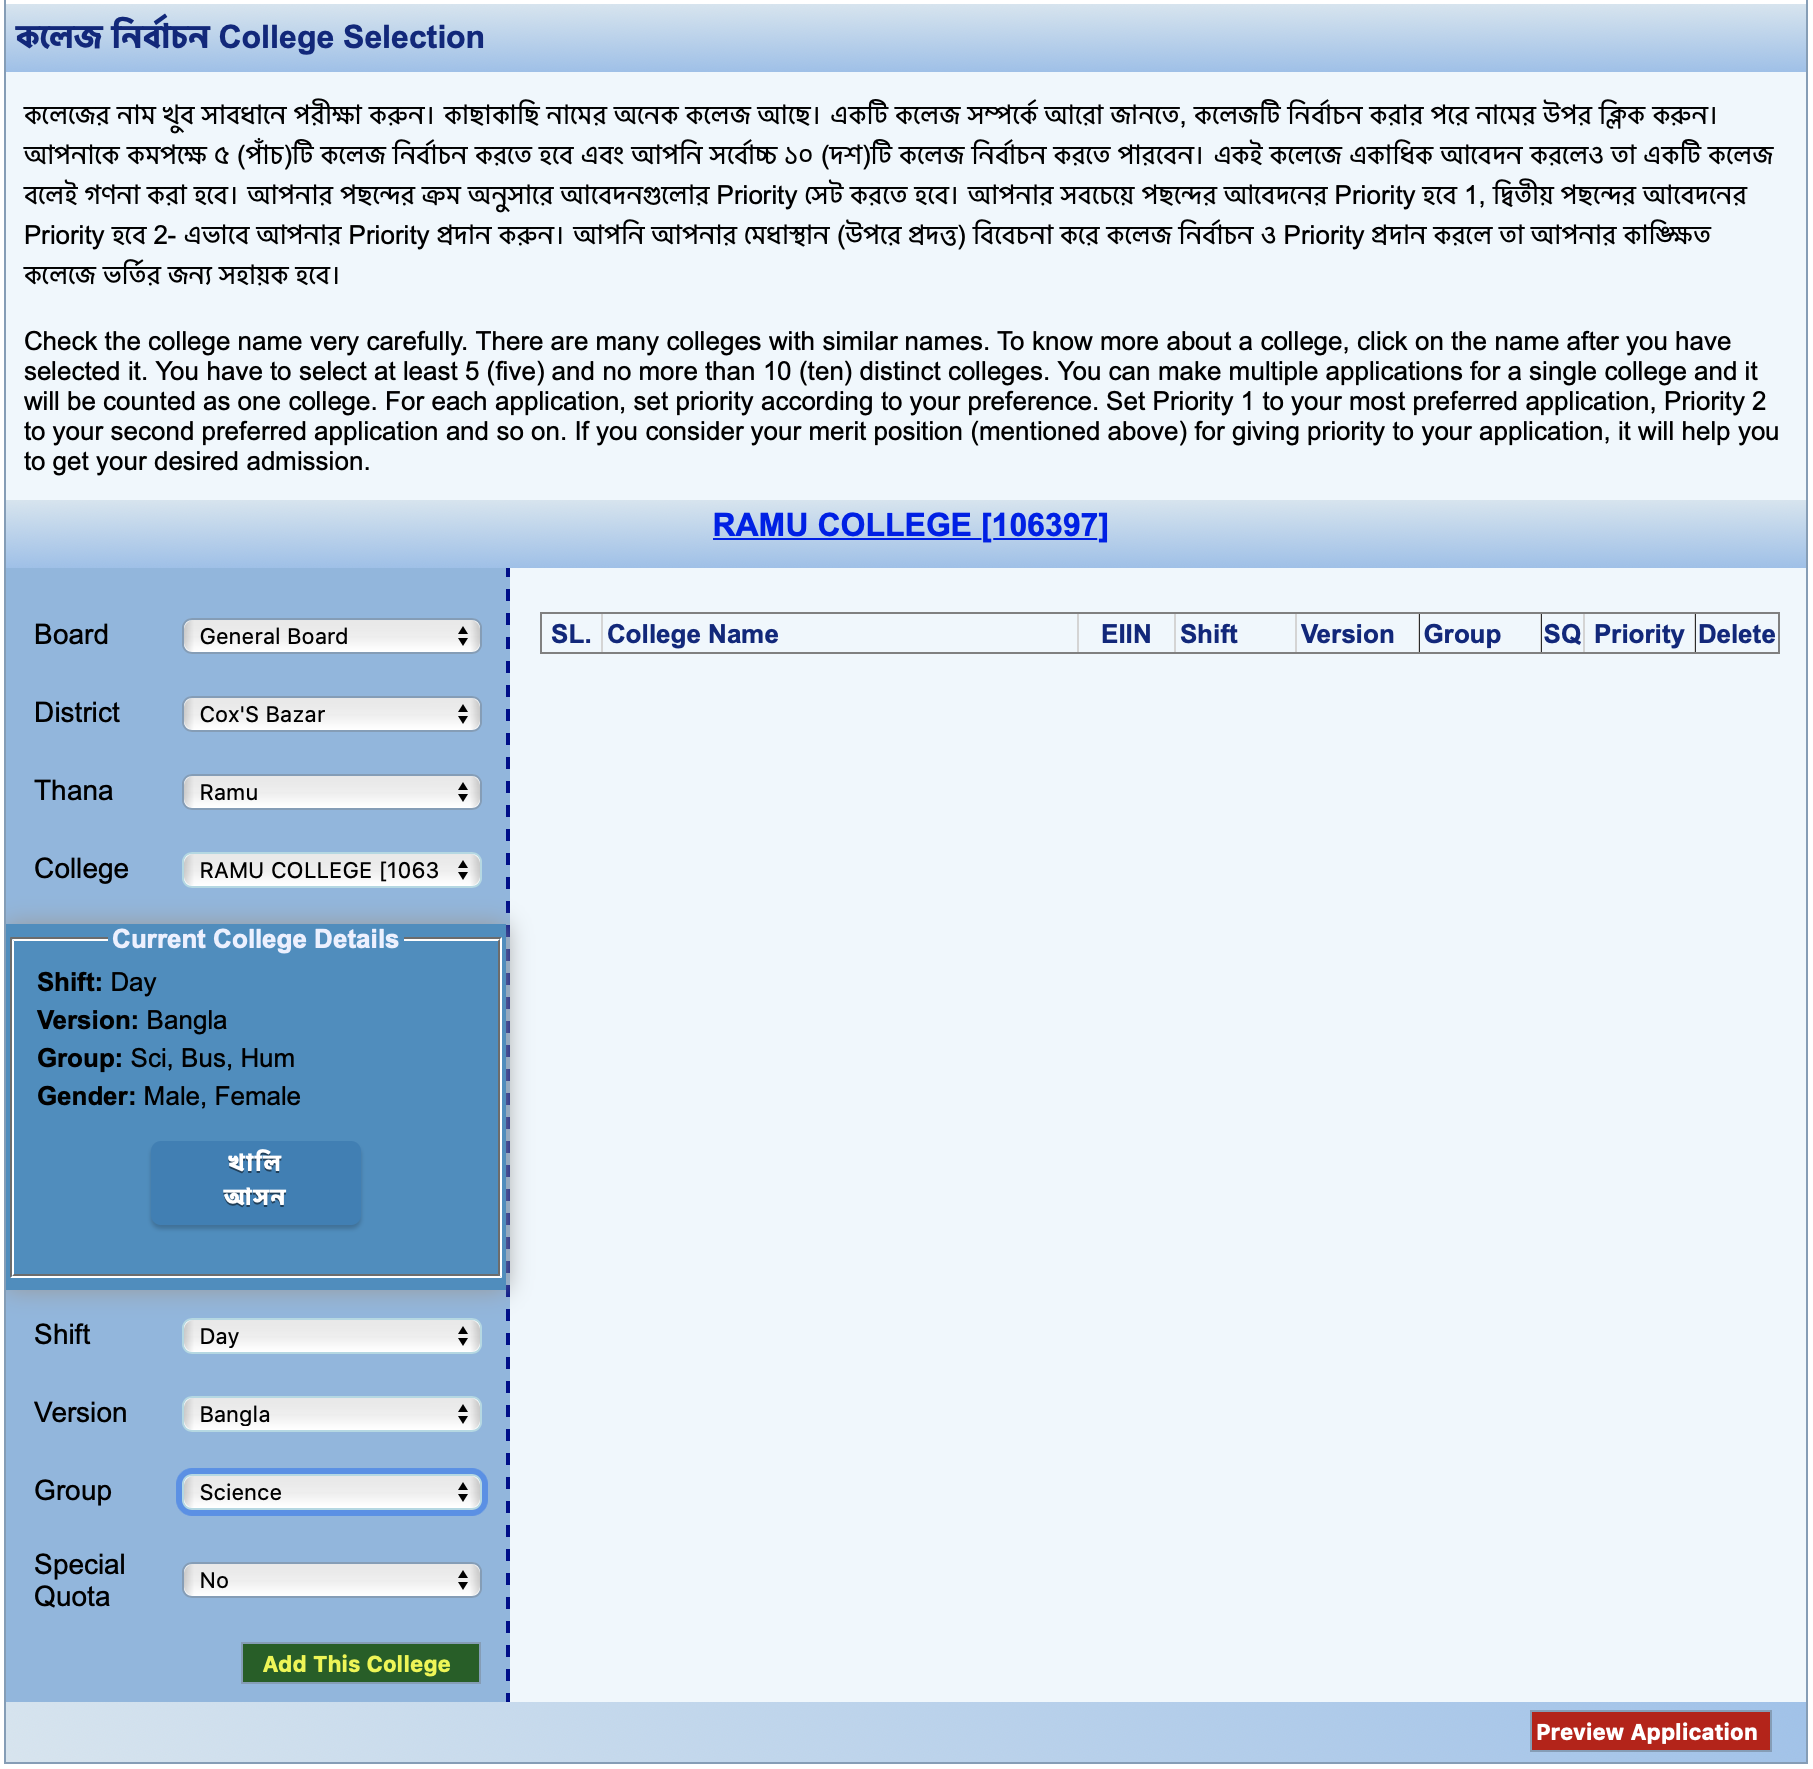 কলেজ নির্বাচন College Selection
কলেজের নাম খুব সাবধানে পরীক্ষা করুন। কাছাকাছি নামের অনেক কলেজ আছে। একটি কলেজ সম্পর্কে আরো জানতে, কলেজটি নির্বাচন করার পরে নামের উপর ক্লিক করুন।
আপনাকে কমপক্ষে ৫ (পাঁচ)টি কলেজ নির্বাচন করতে হবে এবং আপনি সর্বোচ্চ ১০ (দশ)টি কলেজ নির্বাচন করতে পারবেন। একই কলেজে একাধিক আবেদন করলেও তা একটি কলেজ
বলেই গণনা করা হবে। আপনার পছন্দের ক্রম অনুসারে আবেদনগুলোর Priority সেট করতে হবে। আপনার সবচেয়ে পছন্দের আবেদনের Priority হবে 1, দ্বিতীয় পছন্দের আবেদনের
Priority হবে 2- এভাবে আপনার Priority প্রদান করুন। আপনি আপনার মেধাস্থান (উপরে প্রদত্ত) বিবেচনা করে কলেজ নির্বাচন ও Priority প্রদান করলে তা আপনার কাঙ্ক্ষিত
কলেজে ভর্তির জন্য সহায়ক হবে।
Check the college name very carefully. There are many colleges with similar names. To know more about a college, click on the name after you have
selected it. You have to select at least 5 (five) and no more than 10 (ten) distinct colleges. You can make multiple applications for a single college and it
will be counted as one college. For each application, set priority according to your preference. Set Priority 1 to your most preferred application, Priority 2
to your second preferred application and so on. If you consider your merit position (mentioned above) for giving priority to your application, it will help you
to get your desired admission.
RAMU COLLEGE [106397]
Board General Board
District Cox'S Bazar
Thana Ramu
College RAMU COLLEGE [1063
Current College Details
Shift: Day
Version: Bangla
Group: Sci, Bus, Hum
Gender: Male, Female
খালি
আসন
Shift Day
Version Bangla
Group Science
Special
Quota No
Add This College
SL. College Name EIIN Shift Version Group SQ Priority Delete
Preview Application